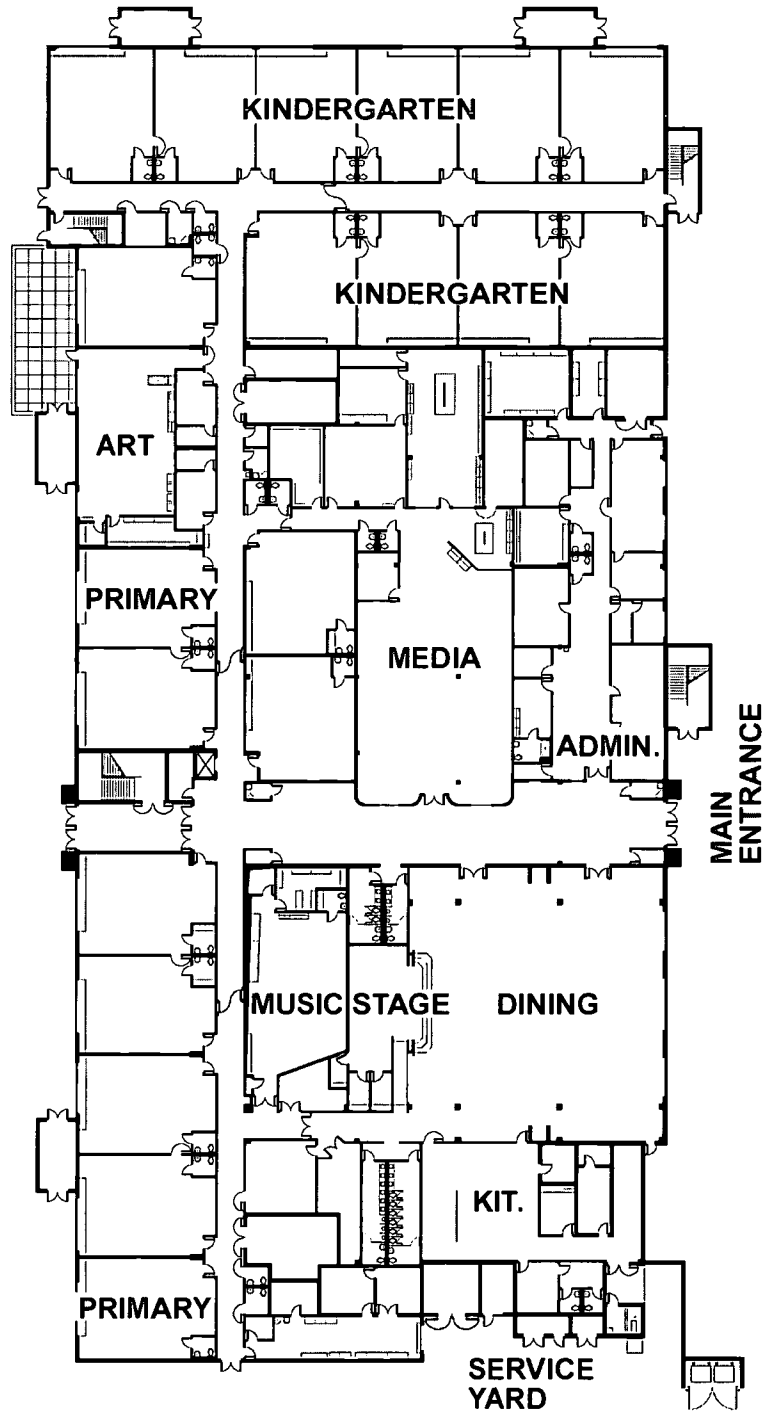 KINDERGARTEN
KINDERGARTEN
ART
PRIMARY
MEDIA
ADMIN.
MAIN
ENTRANCE
MUSIC STAGE DINING
KIT.
PRIMARY
SERVICE
YARD